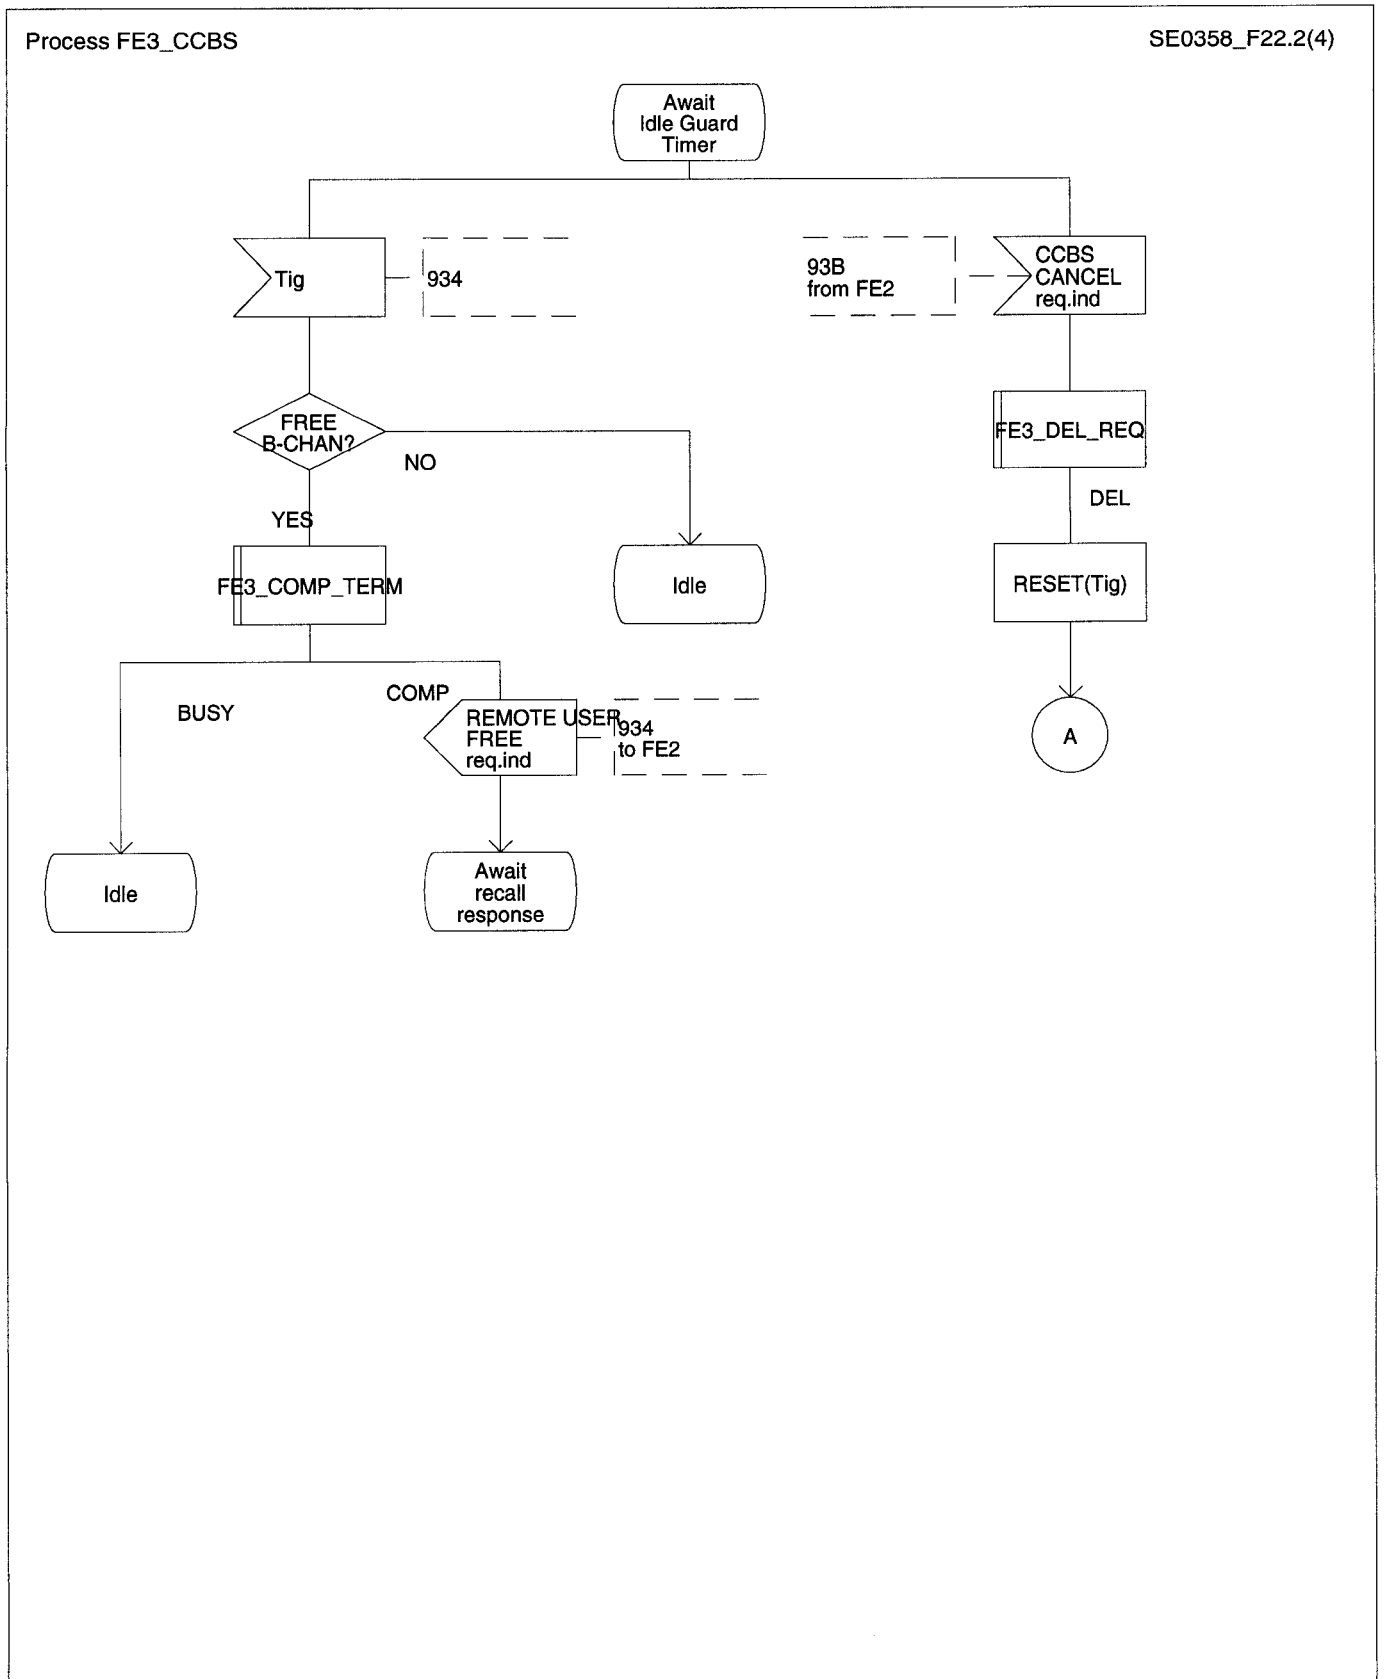 Process FE3_CCBS
SE0358_F22.2(4)
Await
Idle Guard
Timer
Tig
934
93B
from FE2
CCBS
CANCEL
req.ind
FREE
B-CHAN?
NO
YES
FE3_DEL_REQ
DEL
FE3_COMP_TERM
Idle
RESET(Tig)
BUSY
COMP
REMOTE USER
FREE
req.ind
934
to FE2
A
Idle
Await
recall
response